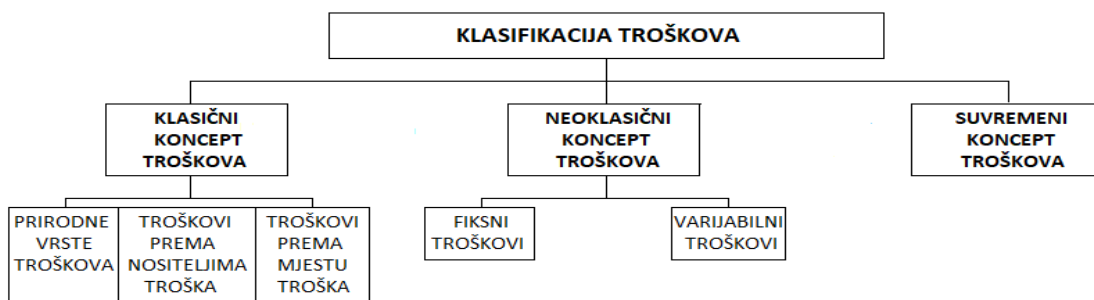 KLASIFIKACIJA TROŠKOVA
KLASIČNI
KONCEPT
TROŠKOVA
NEOKLASIČNI
KONCEPT
TROŠKOVA
SUVREMENI
KONCEPT
TROŠKOVA
PRIRODNE
VRSTE
TROŠKOVA
TROŠKOVI
PREMA
NOSITELJIMA
TROŠKA
TROŠKOVI
PREMA
MJESTU
TROŠKA
FIKSNI
TROŠKOVI
VARIJABILNI
TROŠKOVI